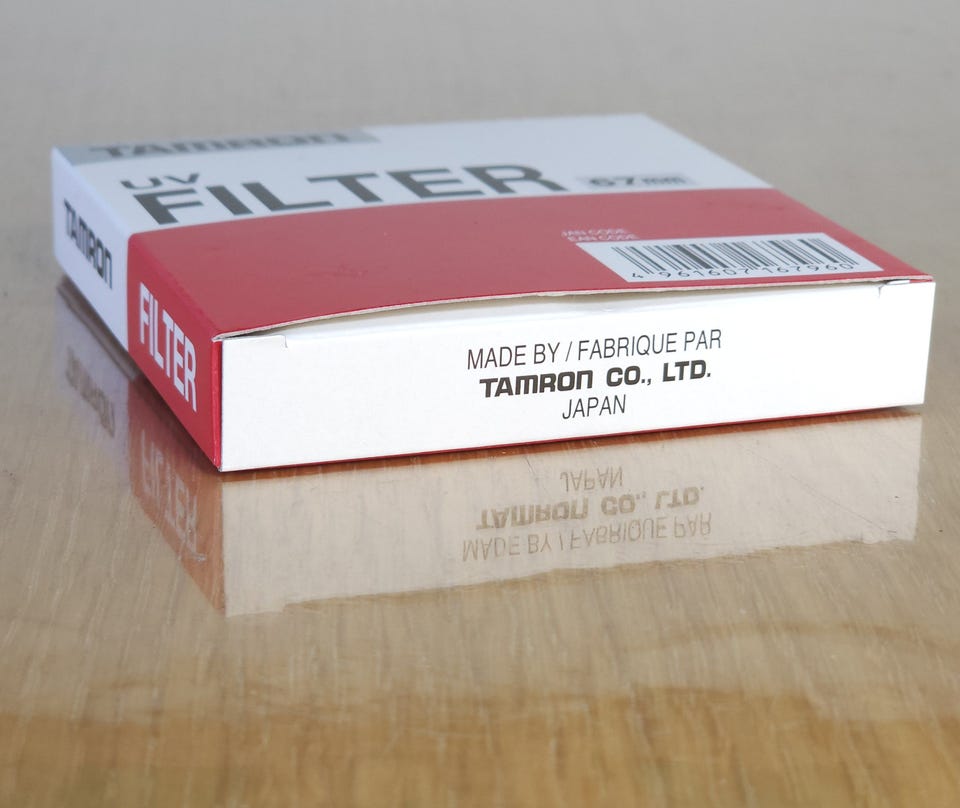 TAMRON
UV
FILTER 67mm
JAN CODE
EAN CODE
4 961607 167960
TAMRON
FILTER
MADE BY / FABRIQUE PAR
TAMRON CO., LTD.
JAPAN